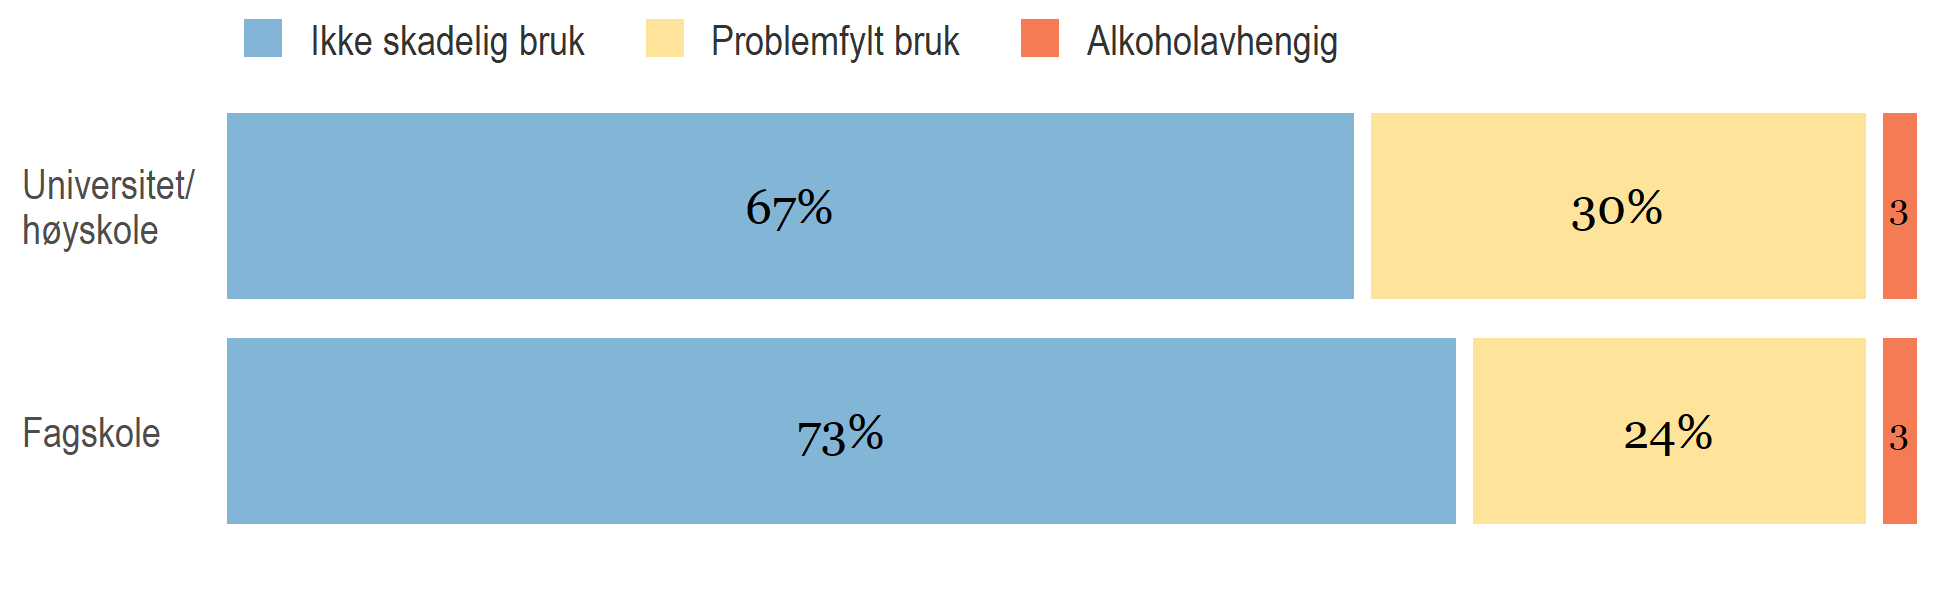 Ikke skadelig bruk Problemfylt bruk Alkoholavhengig
Universitet/
høyskole
67% 30% 3
Fagskole
73% 24% 3